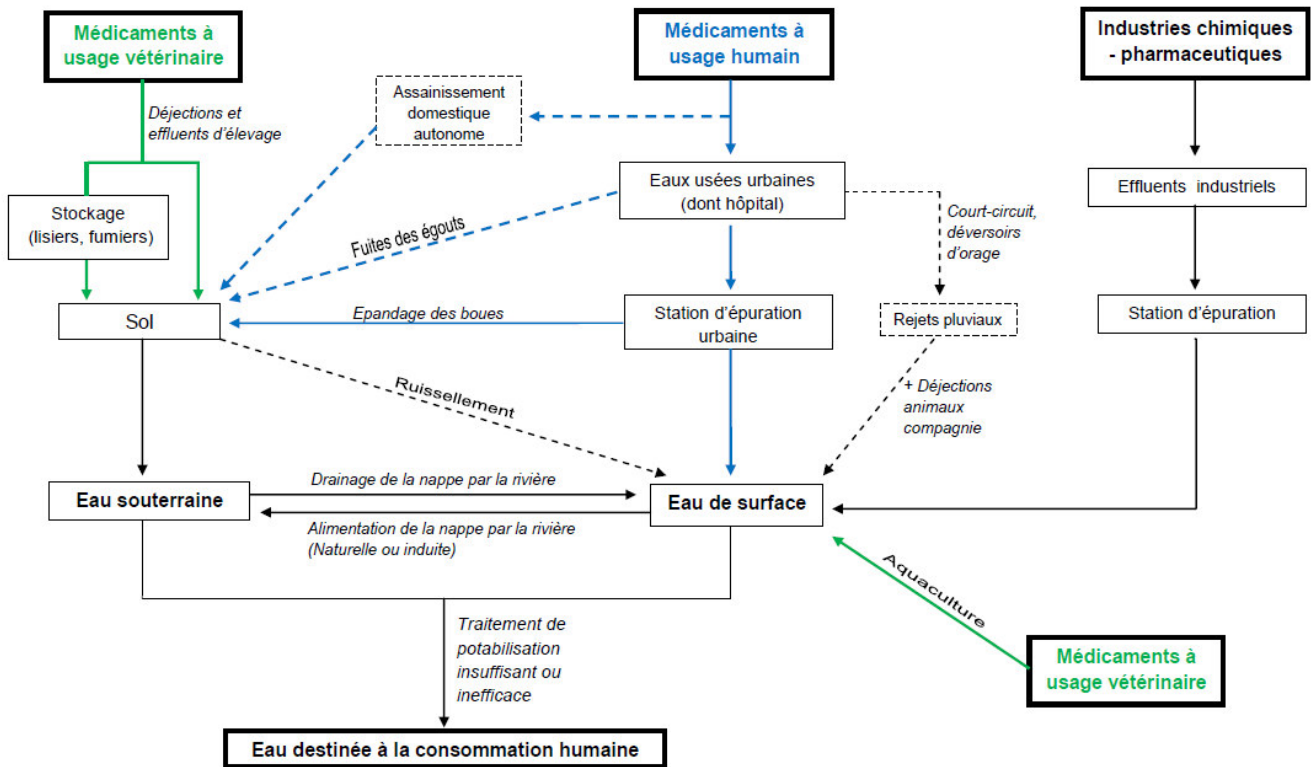 Médicaments à
usage vétérinaire
Médicaments à
usage humain
Industries chimiques
- pharmaceutiques
Déjections et
effluents d'élevage
Assainissement
domestique
autonome
Stockage
(lisiers, fumiers)
Eaux usées urbaines
(dont hôpital)
Effluents industriels
Fuites des égouts
Court-circuit,
déversoirs
d'orage
Sol
Epandage des boues
Station d'épuration
urbaine
Rejets pluviaux
Station d'épuration
Ruissellement
+ Déjections
animaux
compagnie
Eau souterraine
Drainage de la nappe par la rivière
Eau de surface
Alimentation de la nappe par la rivière
(Naturelle ou induite)
Aquaculture
Traitement de
potabilisation
insuffisant ou
inefficace
Médicaments à
usage vétérinaire
Eau destinée à la consommation humaine